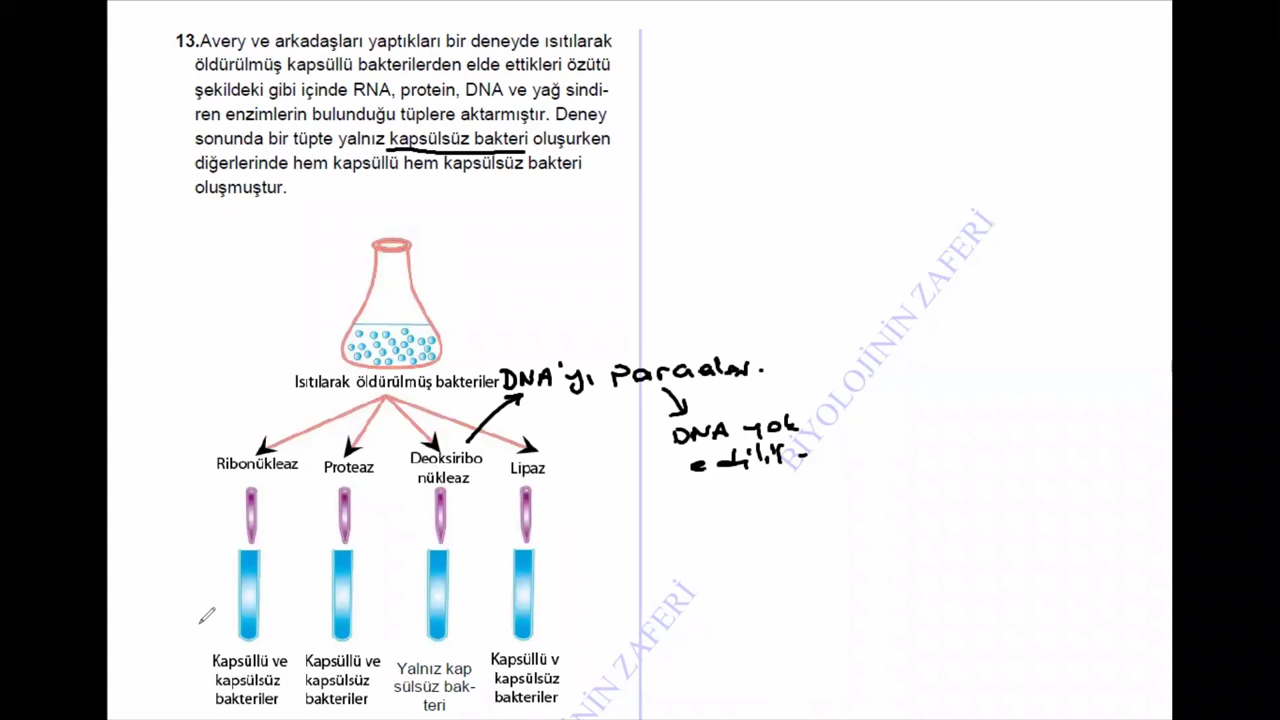 13.Avery ve arkadaşları yaptıkları bir deneyde ısıtılarak
öldürülmüş kapsüllü bakterilerden elde ettikleri özütü
şekildeki gibi içinde RNA, protein, DNA ve yağ sindi-
ren enzimlerin bulunduğu tüplere aktarmıştır. Deney
sonunda bir tüpte yalnız kapsülsüz bakteri oluşurken
diğerlerinde hem kapsüllü hem kapsülsüz bakteri
oluşmuştur.
Isıtılarak öldürülmüş bakteriler
DNA'yı parçalar.
DNA yok
Ribonükleaz
Proteaz
Deoksiribo
nükleaz
Lipaz
Kapsüllü ve
kapsülsüz
bakteriler
Kapsüllü ve
kapsülsüz
bakteriler
Yalnız kap
sülsüz bak-
teri
Kapsüllü v
kapsülsüz
bakteriler
BİYOLOJİNİN ZAFERİ
NİN ZAFERİ